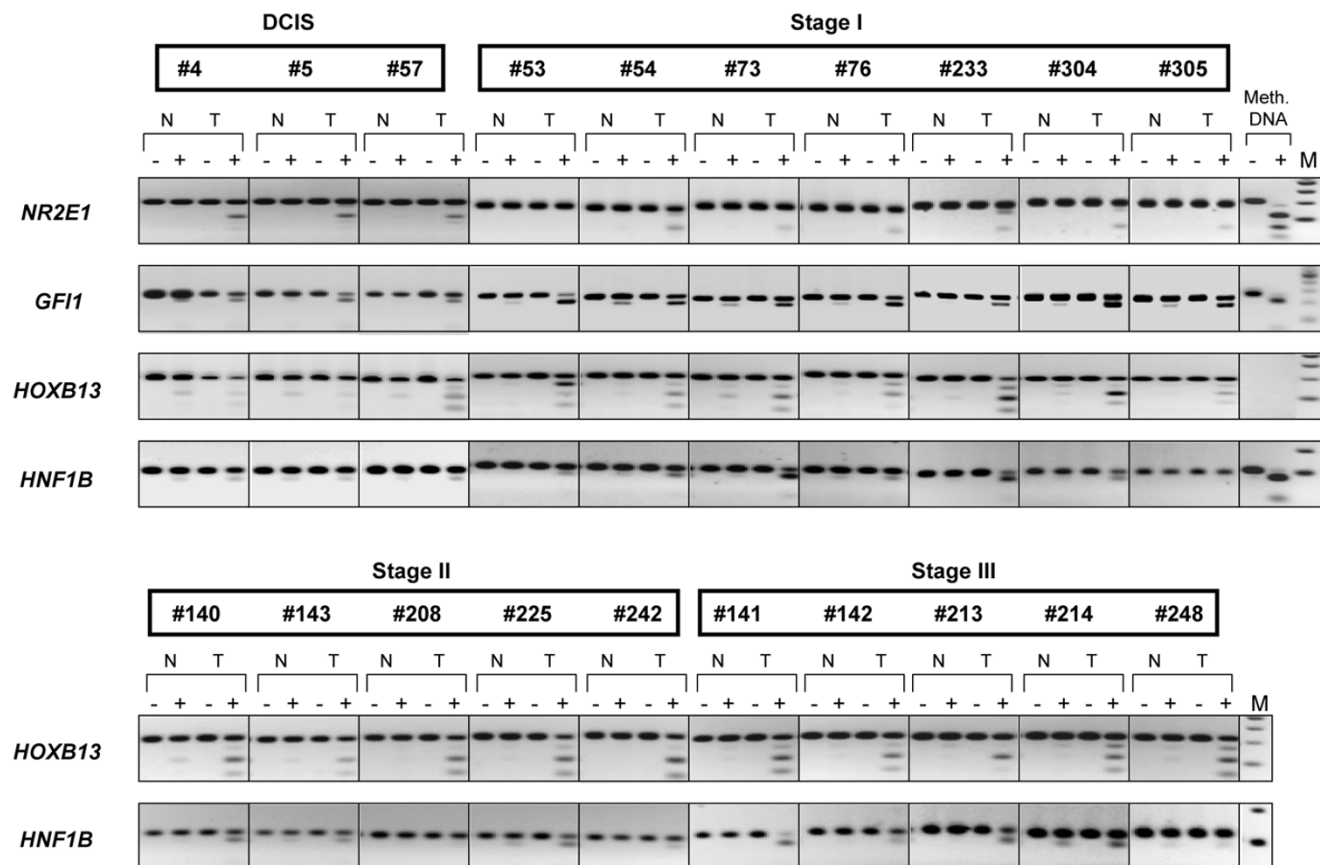 DCIS Stage I
#4 #5 #57 #53 #54 #73 #76 #233 #304 #305
Meth.
DNA
N T N T N T N T N T N T N T N T N T N T
- + - + - + - + - + - + - + - + - + - + - + - + - + - + - + - + - + - + - + - + - + M
NR2E1
GFI1
HOXB13
HNF1B
Stage II Stage III
#140 #143 #208 #225 #242 #141 #142 #213 #214 #248
N T N T N T N T N T N T N T N T N T N T
- + - + - + - + - + - + - + - + - + - + - + - + - + - + - + - + - + - + - + - + M
HOXB13
HNF1B